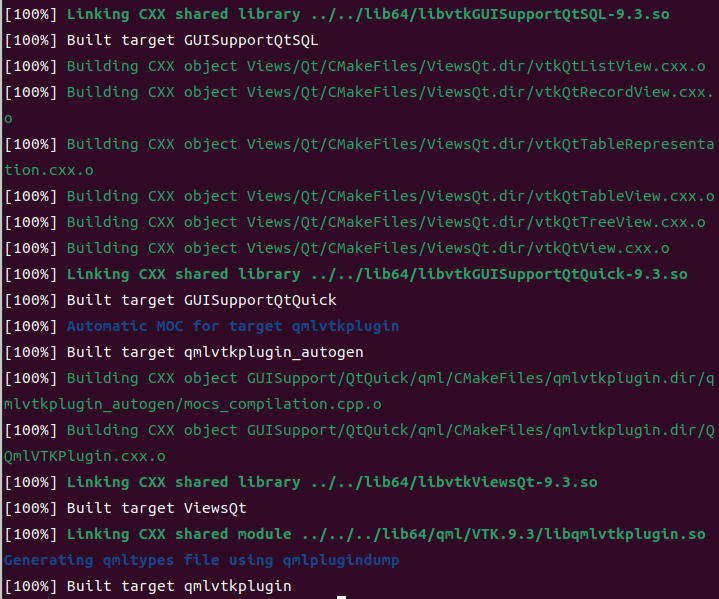 [100%] Linking CXX shared library ../../lib64/libvtkGUISupportQtSQL-9.3.so
[100%] Built target GUISupportQtSQL
[100%] Building CXX object Views/Qt/CMakeFiles/ViewsQt.dir/vtkQtListView.cxx.o
[100%] Building CXX object Views/Qt/CMakeFiles/ViewsQt.dir/vtkQtRecordView.cxx.
o
[100%] Building CXX object Views/Qt/CMakeFiles/ViewsQt.dir/vtkQtTableRepresenta
tion.cxx.o
[100%] Building CXX object Views/Qt/CMakeFiles/ViewsQt.dir/vtkQtTableView.cxx.o
[100%] Building CXX object Views/Qt/CMakeFiles/ViewsQt.dir/vtkQtTreeView.cxx.o
[100%] Building CXX object Views/Qt/CMakeFiles/ViewsQt.dir/vtkQtView.cxx.o
[100%] Linking CXX shared library ../../lib64/libvtkGUISupportQtQuick-9.3.so
[100%] Built target GUISupportQtQuick
[100%] Automatic MOC for target qmlvtkplugin
[100%] Built target qmlvtkplugin_autogen
[100%] Building CXX object GUISupport/QtQuick/qml/CMakeFiles/qmlvtkplugin.dir/q
mlvtkplugin_autogen/mocs_compilation.cpp.o
[100%] Building CXX object GUISupport/QtQuick/qml/CMakeFiles/qmlvtkplugin.dir/Q
QmlVTKPlugin.cxx.o
[100%] Linking CXX shared library ../../lib64/libvtkViewsQt-9.3.so
[100%] Built target ViewsQt
[100%] Linking CXX shared module ../../../lib64/qml/VTK.9.3/libqmlvtkplugin.so
Generating qmltypes file using qmlplugindump
[100%] Built target qmlvtkplugin